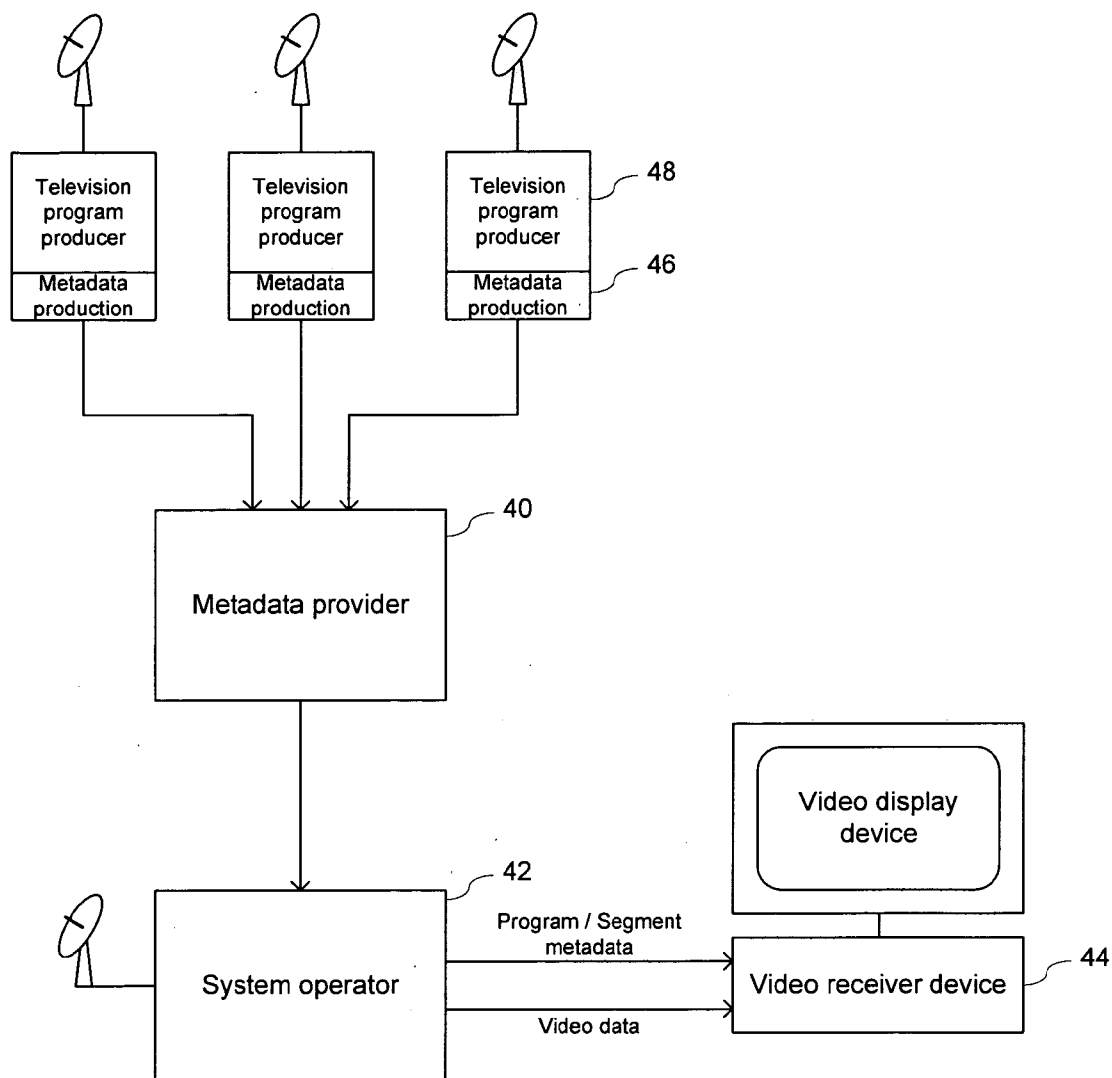 Television
program
producer
Metadata
production
Television
program
producer
Metadata
production
Television
program
producer
Metadata
production
48
46
40
Metadata provider
42
System operator
Program / Segment
metadata
Video data
Video display
device
Video receiver device
44